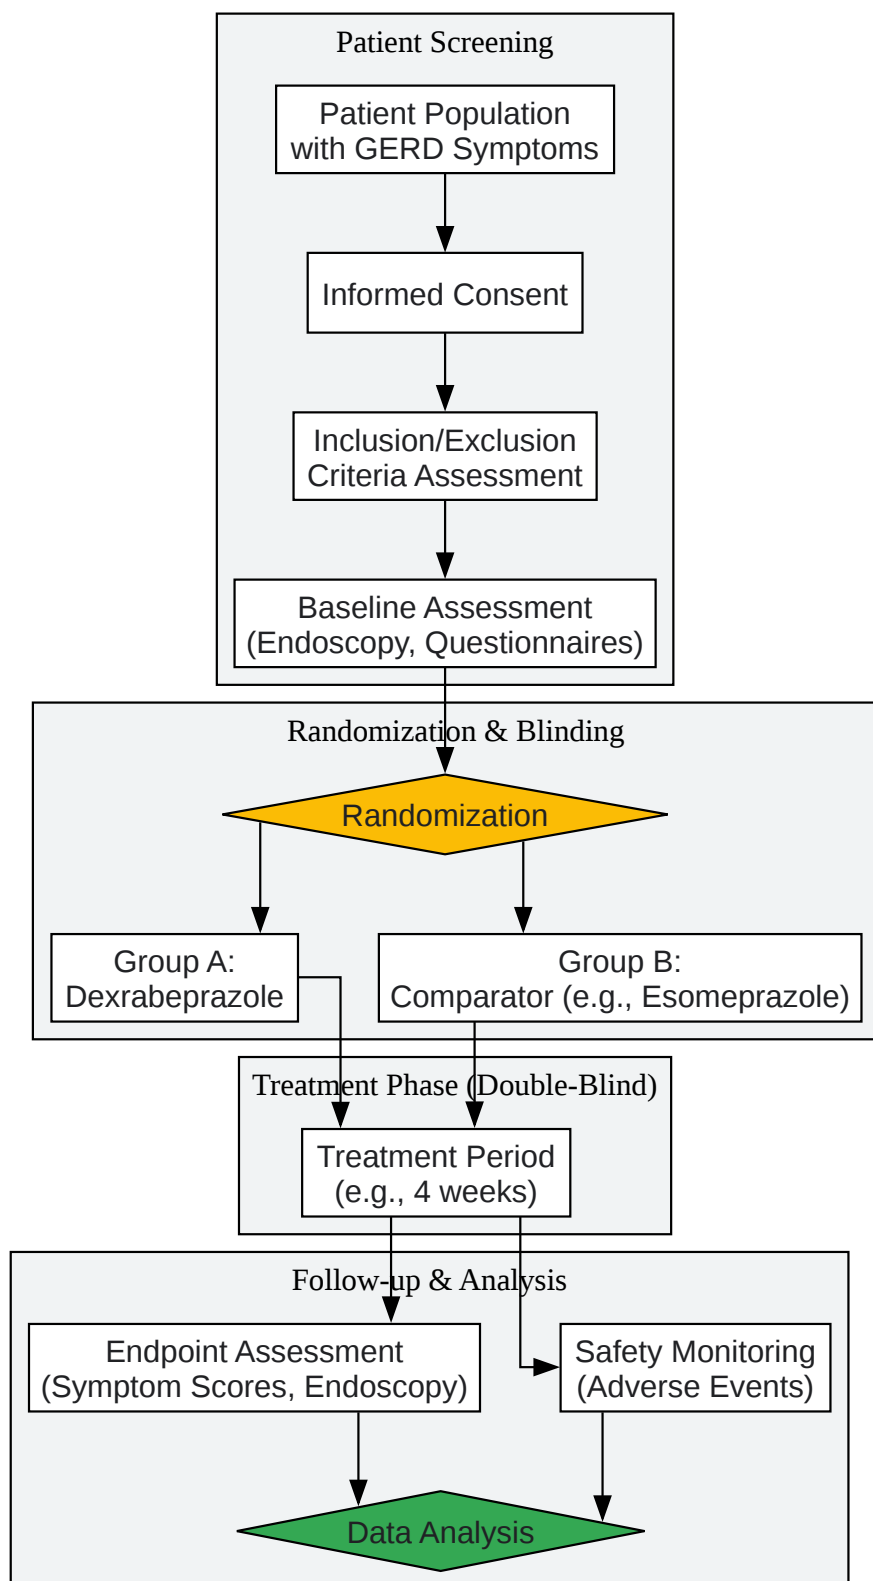 Patient Screening
Patient Population
with GERD Symptoms
Informed Consent
Inclusion/Exclusion
Criteria Assessment
Baseline Assessment
(Endoscopy, Questionnaires)
Randomization & Blinding
Randomization
Group A:
Dexrabeprazole
Group B:
Comparator (e.g., Esomeprazole)
Treatment Phase (Double-Blind)
Treatment Period
(e.g., 4 weeks)
Follow-up & Analysis
Endpoint Assessment
(Symptom Scores, Endoscopy)
Safety Monitoring
(Adverse Events)
Data Analysis